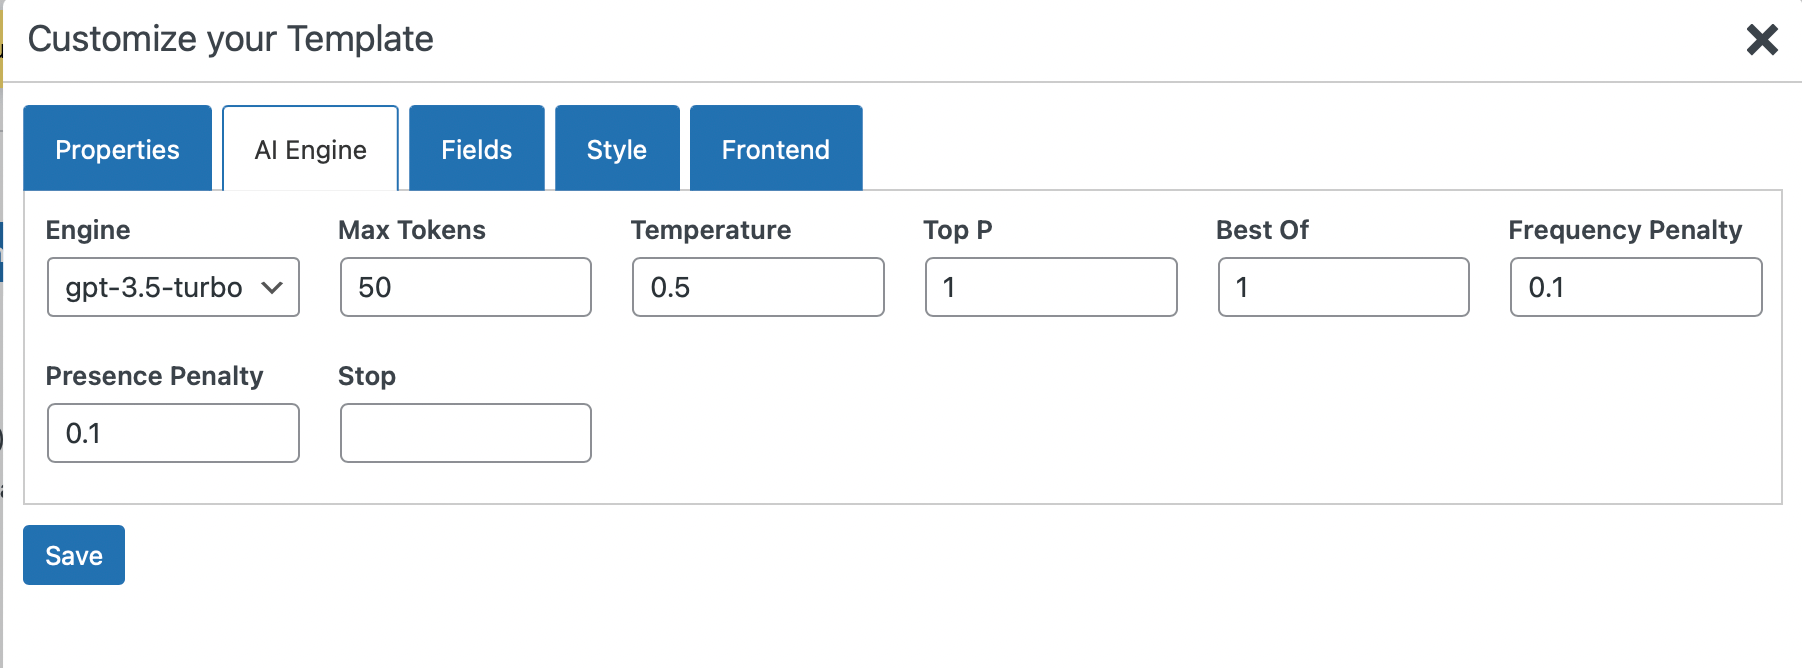 Customize your Template
Properties AI Engine Fields Style Frontend
Engine Max Tokens Temperature Top P Best Of Frequency Penalty
gpt-3.5-turbo 50 0.5 1 1 0.1
Presence Penalty Stop
0.1
Save